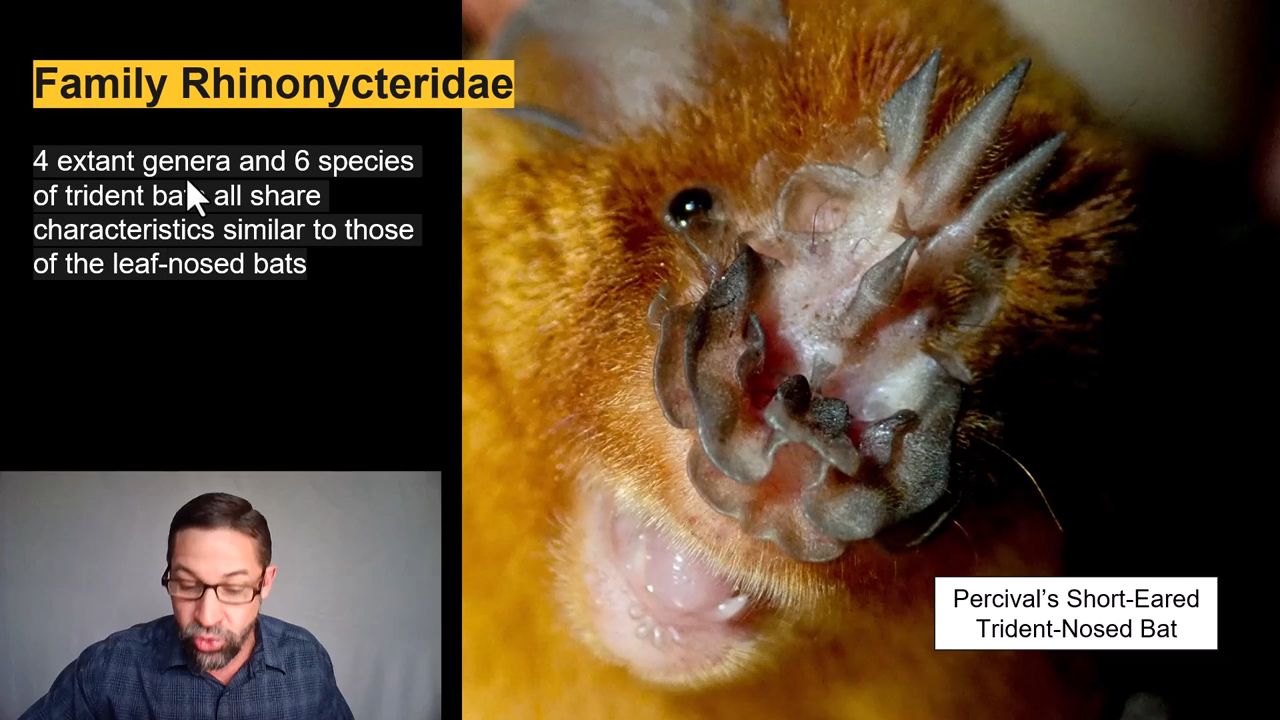 Family Rhinonycteridae
4 extant genera and 6 species
of trident bats all share
characteristics similar to those
of the leaf-nosed bats
Percival's Short-Eared
Trident-Nosed Bat